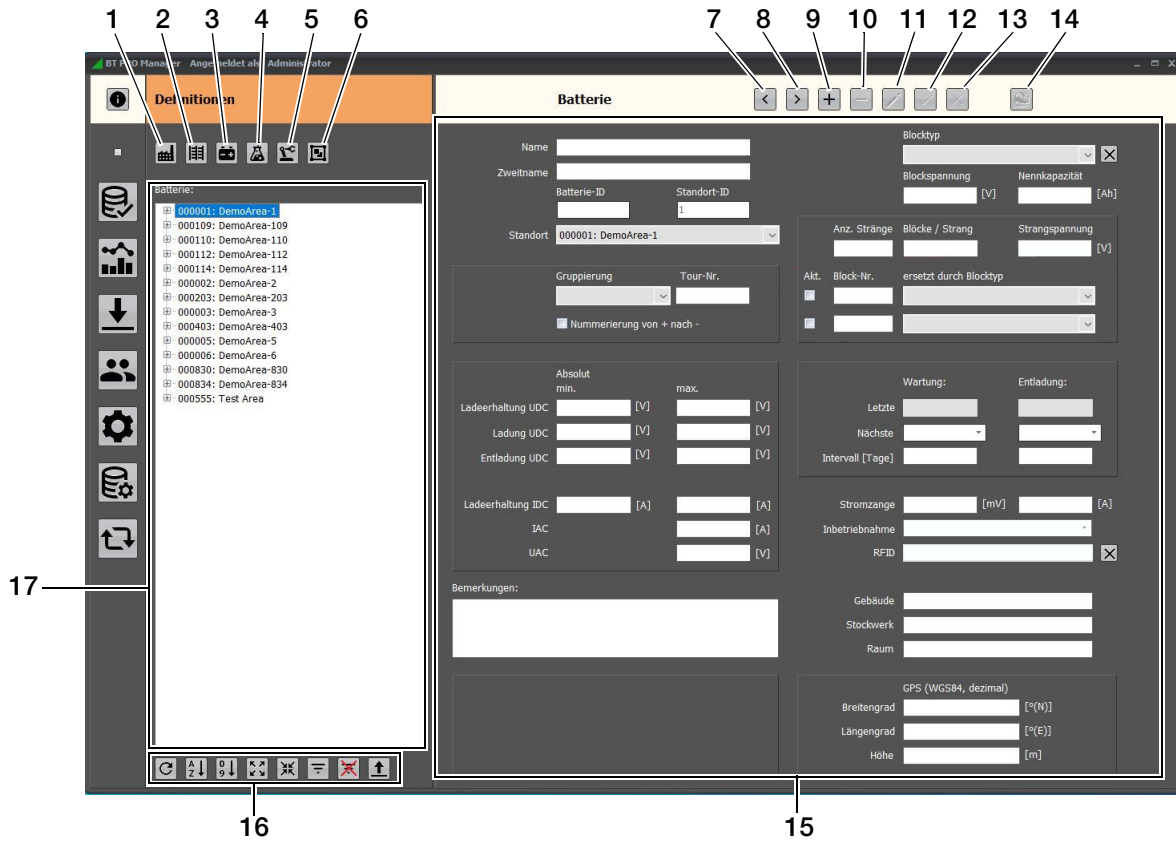 1 2 3 4 5 6 7 8 9 10 11 12 13 14
BT PRO Manager Angemeldet als: Administrator
Definitionen Batterie
Batterie:
000001: DemoArea-1
000109: DemoArea-109
000110: DemoArea-110
000112: DemoArea-112
000114: DemoArea-114
000002: DemoArea-2
000203: DemoArea-203
000003: DemoArea-3
000403: DemoArea-403
000005: DemoArea-5
000006: DemoArea-6
000830: DemoArea-830
000834: DemoArea-834
000555: Test Area
Name
Zweitname
Batterie-ID Standort-ID
1
Standort 000001: DemoArea-1
Gruppierung Tour-Nr.
Nummerierung von + nach -
Absolut
min. max.
Ladeerhaltung UDC [V] [V]
Ladung UDC [V] [V]
Entladung UDC [V] [V]
Ladeerhaltung IDC [A] [A]
IAC [A]
UAC [V]
Bemerkungen:
Blocktyp
Blockspannung Nennkapazität
[V] [Ah]
Anz. Stränge Blöcke / Strang Strangspannung
[V]
Akt. Block-Nr. ersetzt durch Blocktyp
Wartung: Entladung:
Letzte
Nächste
Intervall [Tage]
Stromzange [mV] [A]
Inbetriebnahme
RFID
Gebäude
Stockwerk
Raum
GPS (WGS84, dezimal)
Breitengrad [°(N)]
Längengrad [°(E)]
Höhe [m]
17
16 15